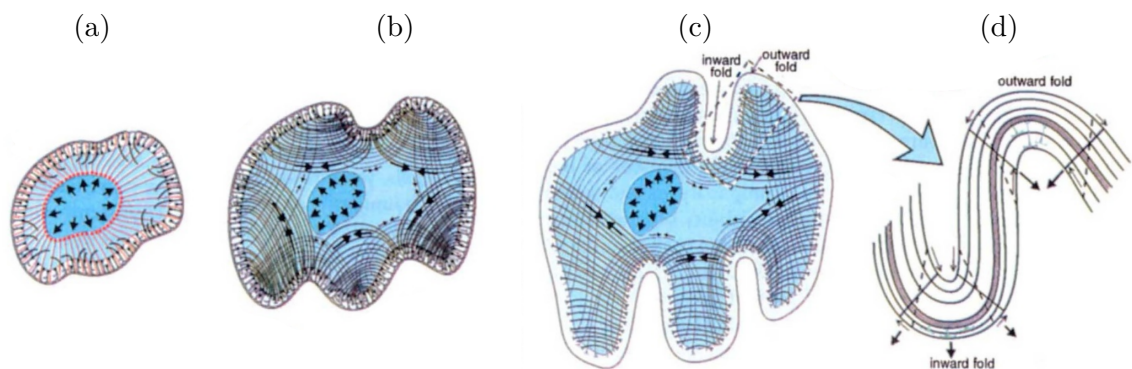 (a)
(b)
(c)
(d)
inward
fold
outward
fold
outward fold
inward fold